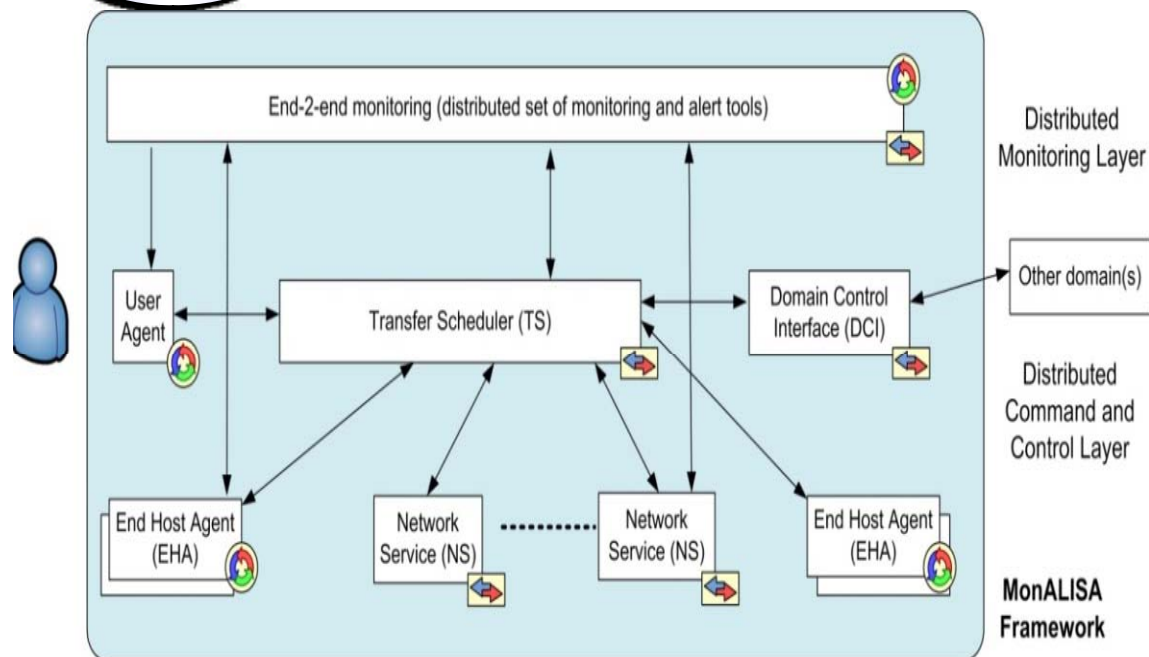 End-2-end monitoring (distributed set of monitoring and alert tools)
Distributed
Monitoring Layer
User
Agent
Transfer Scheduler (TS)
Domain Control
Interface (DCI)
Other domain(s)
Distributed
Command and
Control Layer
End Host Agent
(EHA)
Network
Service (NS)
Network
Service (NS)
End Host Agent
(EHA)
MonALISA
Framework